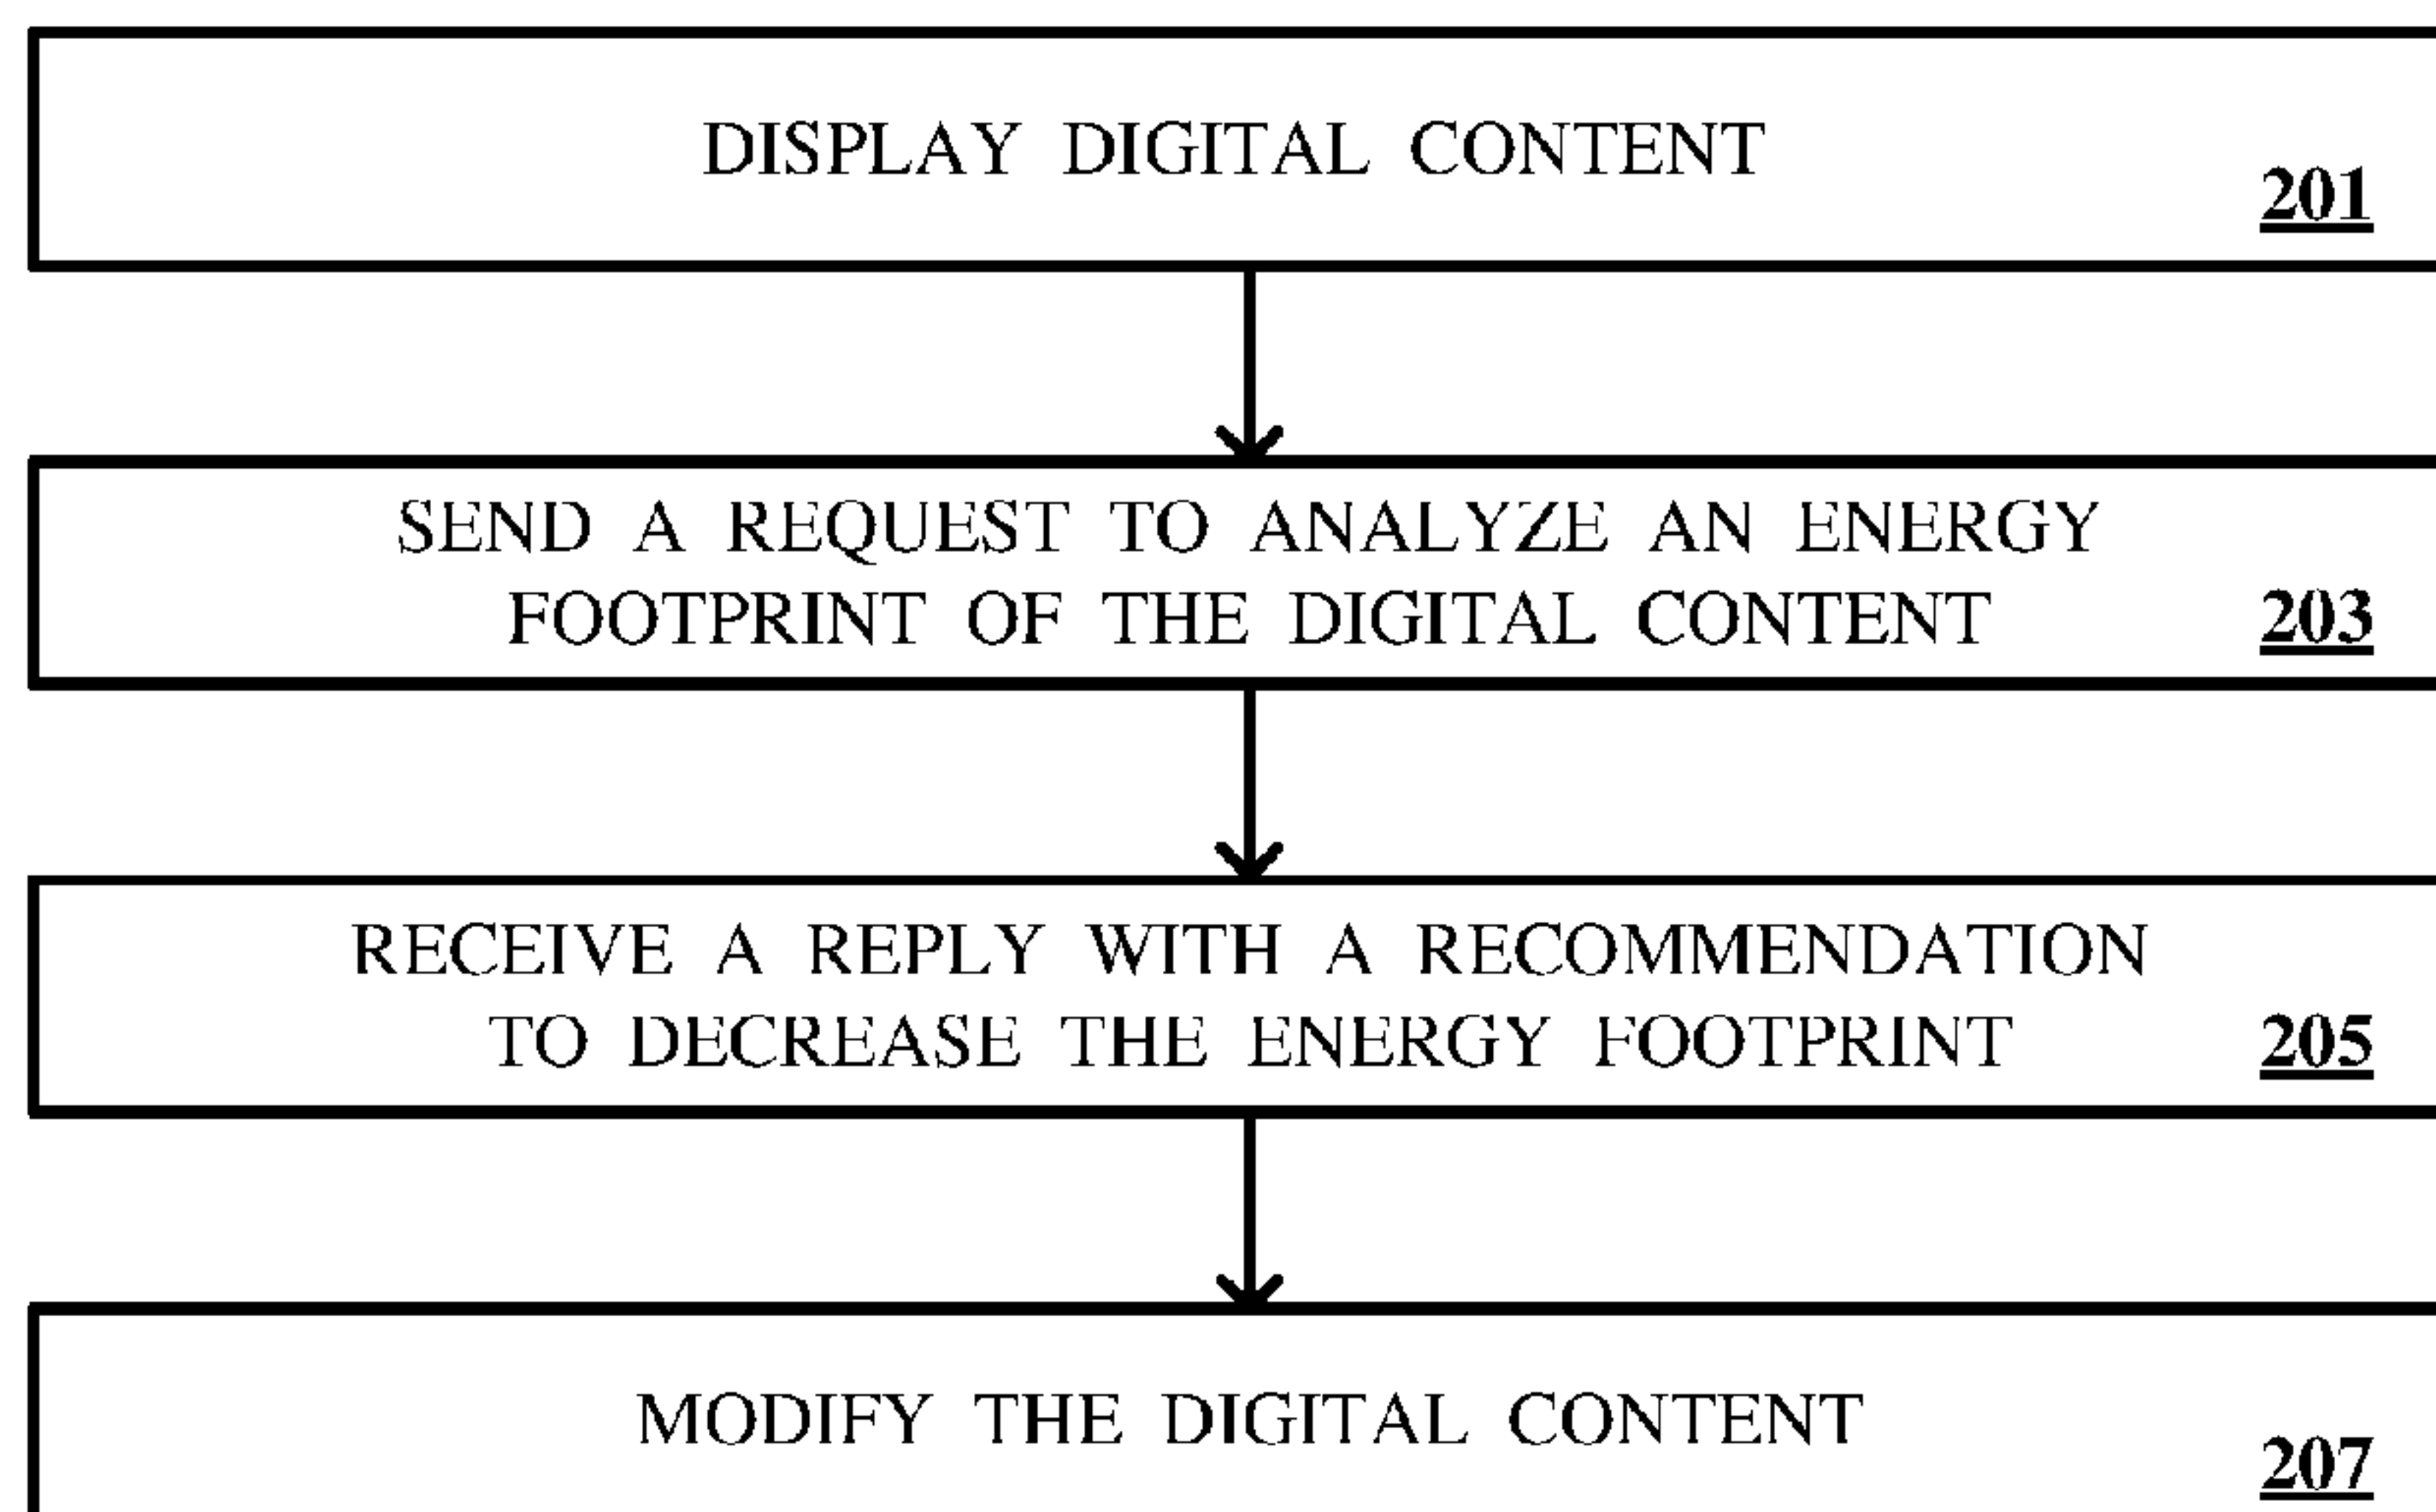 DISPLAY DIGITAL CONTENT
201
SEND A REQUEST TO ANALYZE AN ENERGY
FOOTPRINT OF THE DIGITAL CONTENT 203
RECEIVE A REPLY WITH A RECOMMENDATION
TO DECREASE THE ENERGY FOOTPRINT 205
MODIFY THE DIGITAL CONTENT
207